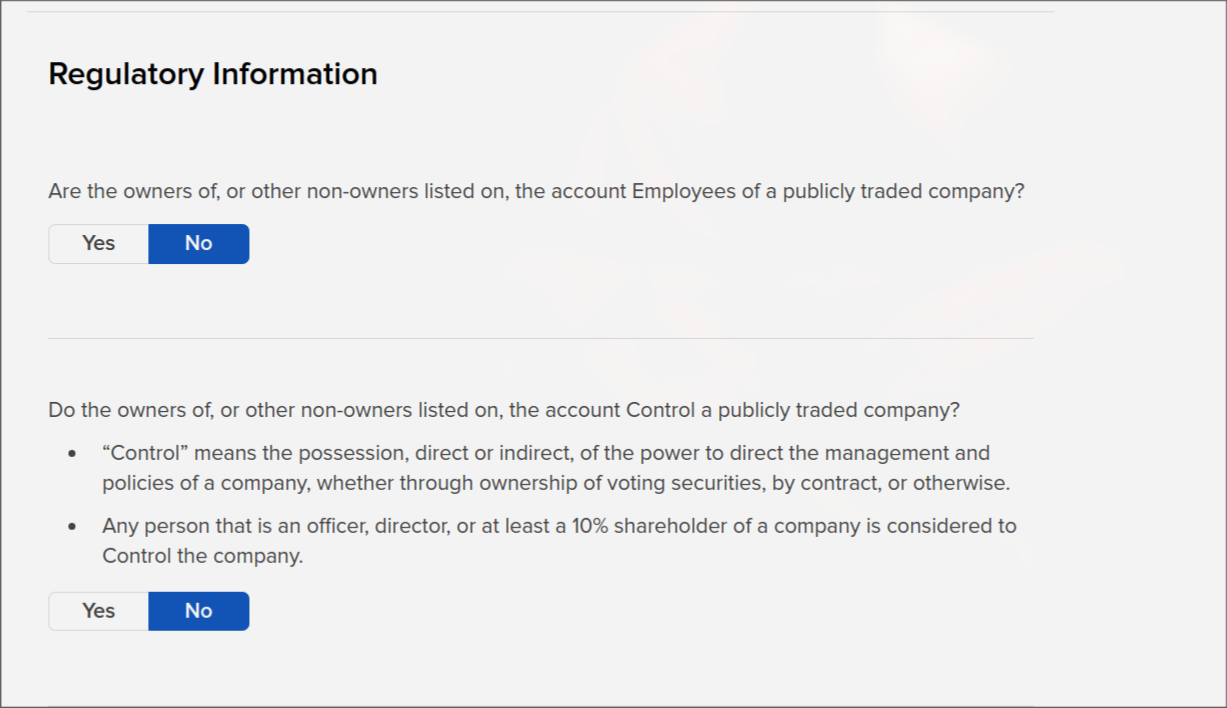 Regulatory Information
Are the owners of, or other non-owners listed on, the account Employees of a publicly traded company?
Yes No
Do the owners of, or other non-owners listed on, the account Control a publicly traded company?
• “Control” means the possession, direct or indirect, of the power to direct the management and
policies of a company, whether through ownership of voting securities, by contract, or otherwise.
• Any person that is an officer, director, or at least a 10% shareholder of a company is considered to
Control the company.
Yes No